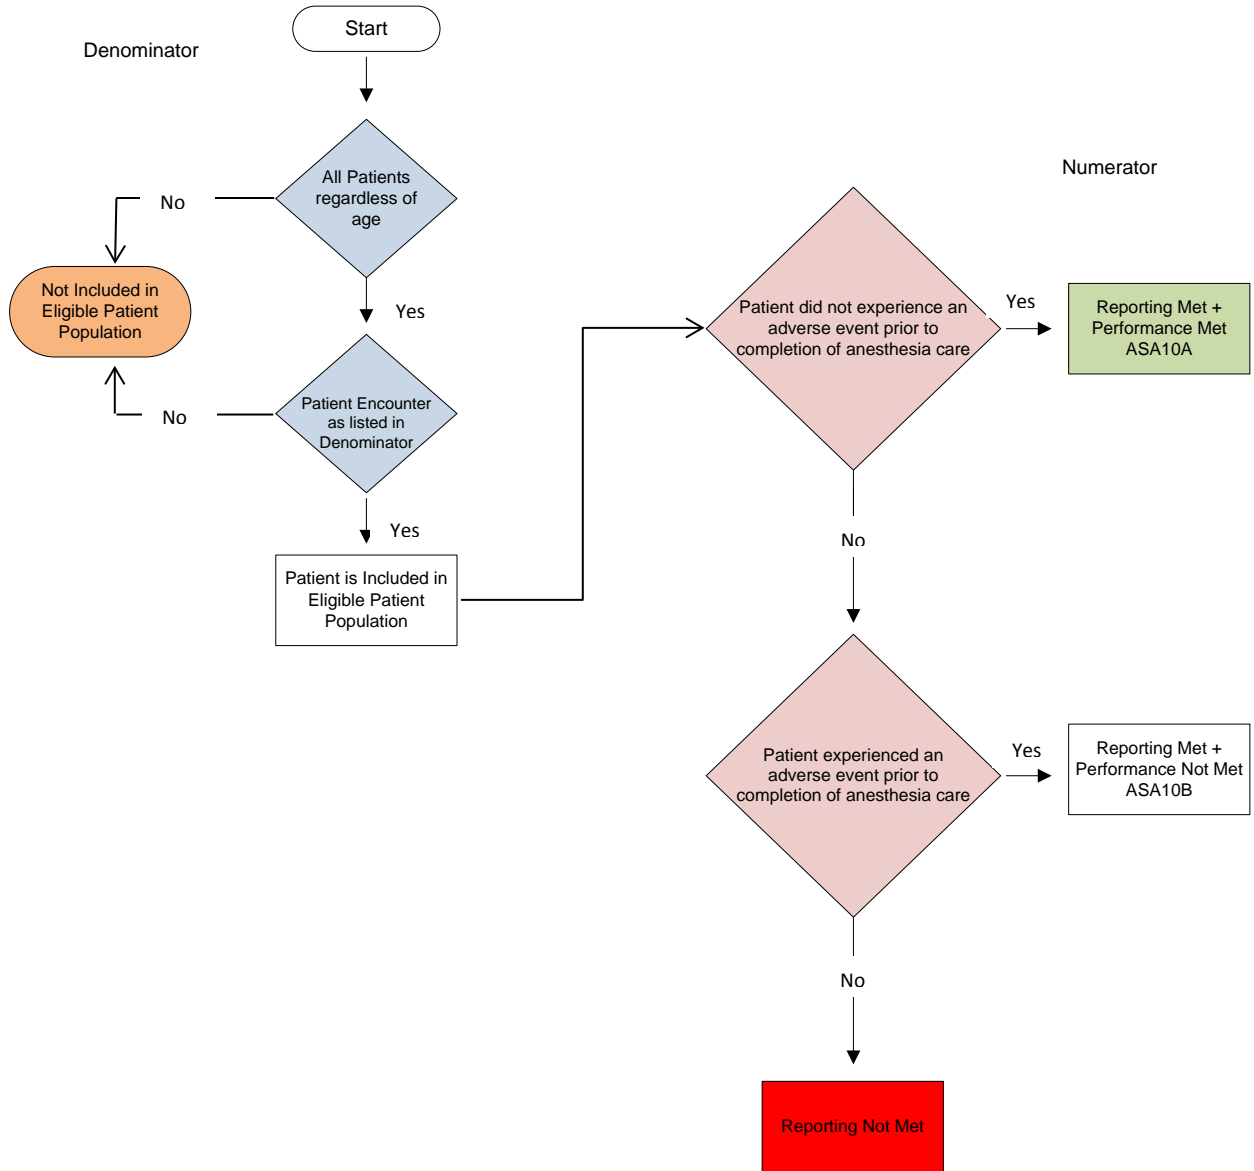 Start
Denominator
All Patients
regardless of
age
No
Not Included in
Eligible Patient
Population
Yes
Patient Encounter
as listed in
Denominator
No
Yes
Patient is Included in
Eligible Patient
Population
Numerator
Patient did not experience an
adverse event prior to
completion of anesthesia care
Yes
Reporting Met +
Performance Met
ASA10A
No
Patient experienced an
adverse event prior to
completion of anesthesia care
Yes
Reporting Met +
Performance Not Met
ASA10B
No
Reporting Not Met